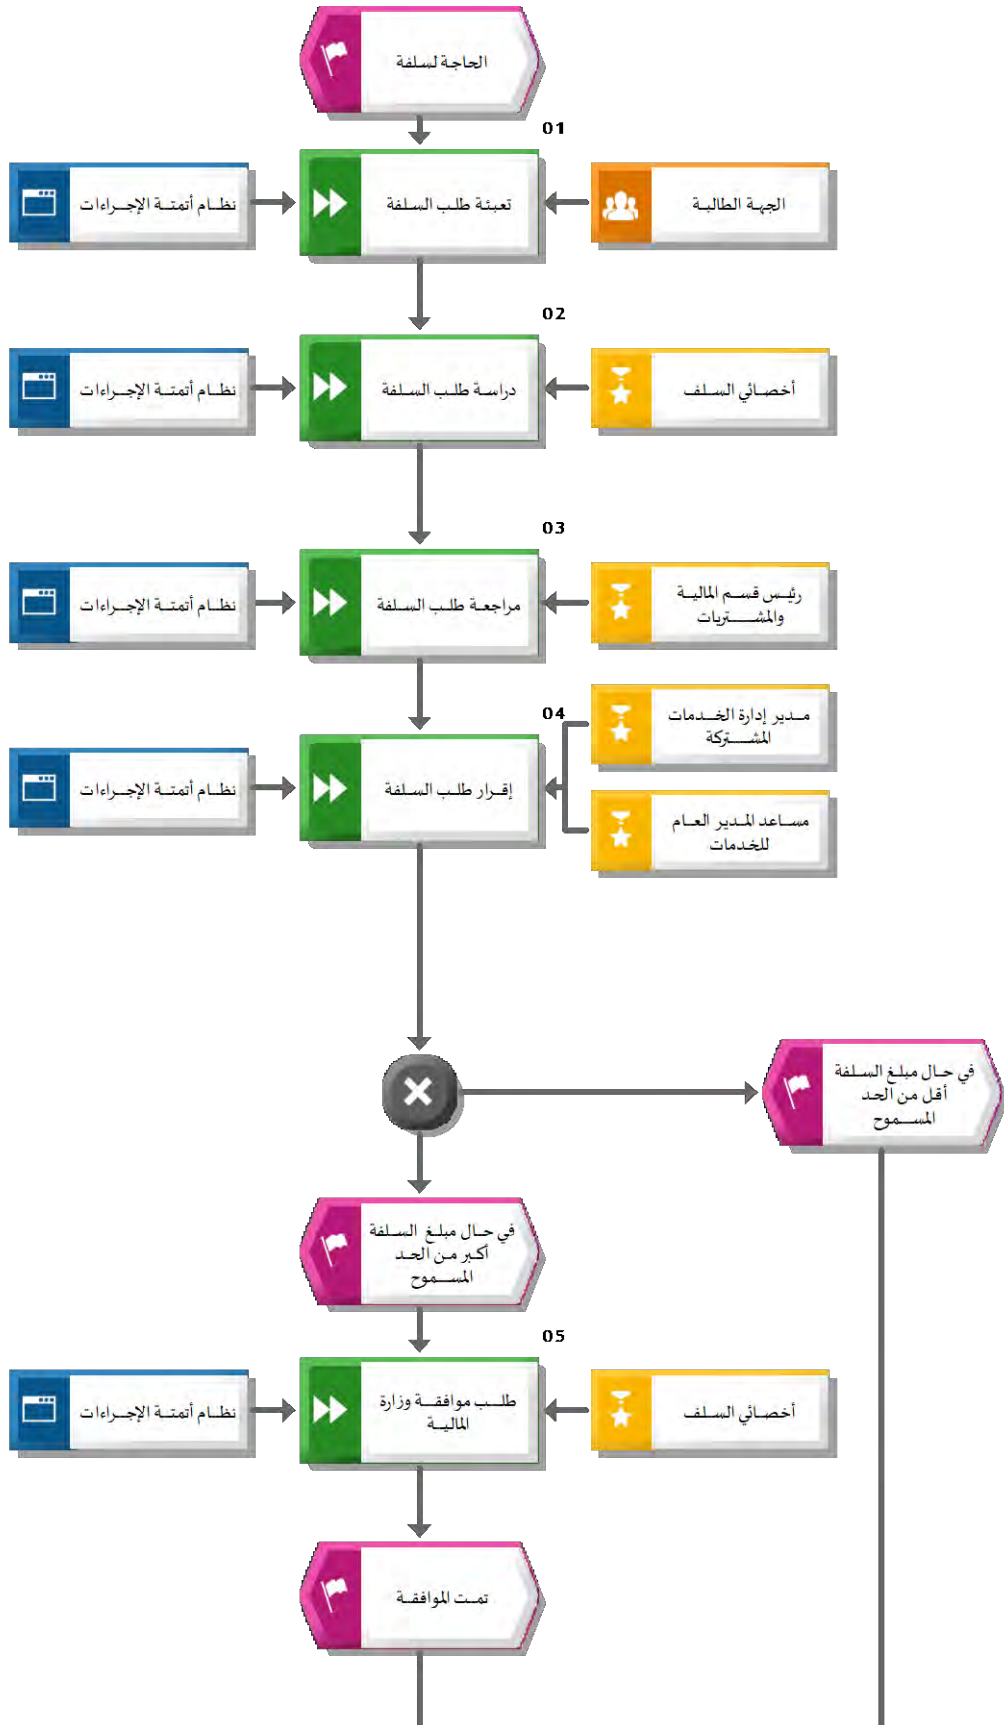 الحاجة لسلفة
01
الجهة الطالبة
تعبئة طلب السلفة
نظام أتمتة الإجراءات
02
أخصائي السلف
دراسة طلب السلفة
نظام أتمتة الإجراءات
03
رئيس قسم المالية
والمشتريات
مراجعة طلب السلفة
نظام أتمتة الإجراءات
04
مدير إدارة الخدمات
المشتركة
مساعد المدير العام
للخدمات
إقرار طلب السلفة
نظام أتمتة الإجراءات
في حال مبلغ السلفة
أقل من الحد
المسموح
في حال مبلغ السلفة
أكبر من الحد
المسموح
05
أخصائي السلف
طلب موافقة وزارة
المالية
نظام أتمتة الإجراءات
تمت الموافقة